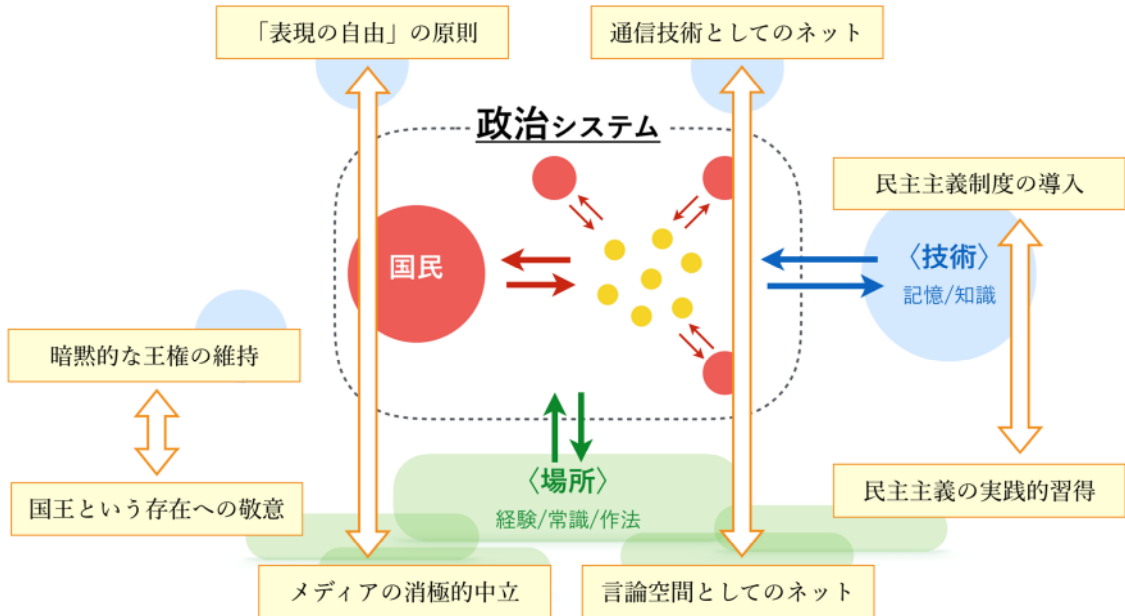 「表現の自由」の原則
通信技術としてのネット
政治システム
民主主義制度の導入
国民
〈技術〉
記憶/知識
暗黙的な王権の維持
〈場所〉
経験/常識/作法
国王という存在への敬意
民主主義の実践的習得
メディアの消極的中立
言論空間としてのネット